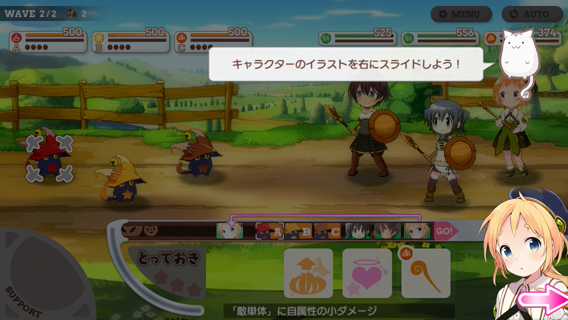 WAVE 2/2 2
MENU
AUTO
500
500
500
525
556
1,374
A
B
C
キャラクターのイラストを右にスライドしよう！
A
B
C
GO!
とっておき
SUPPORT
「敵単体」に自属性の小ダメージ